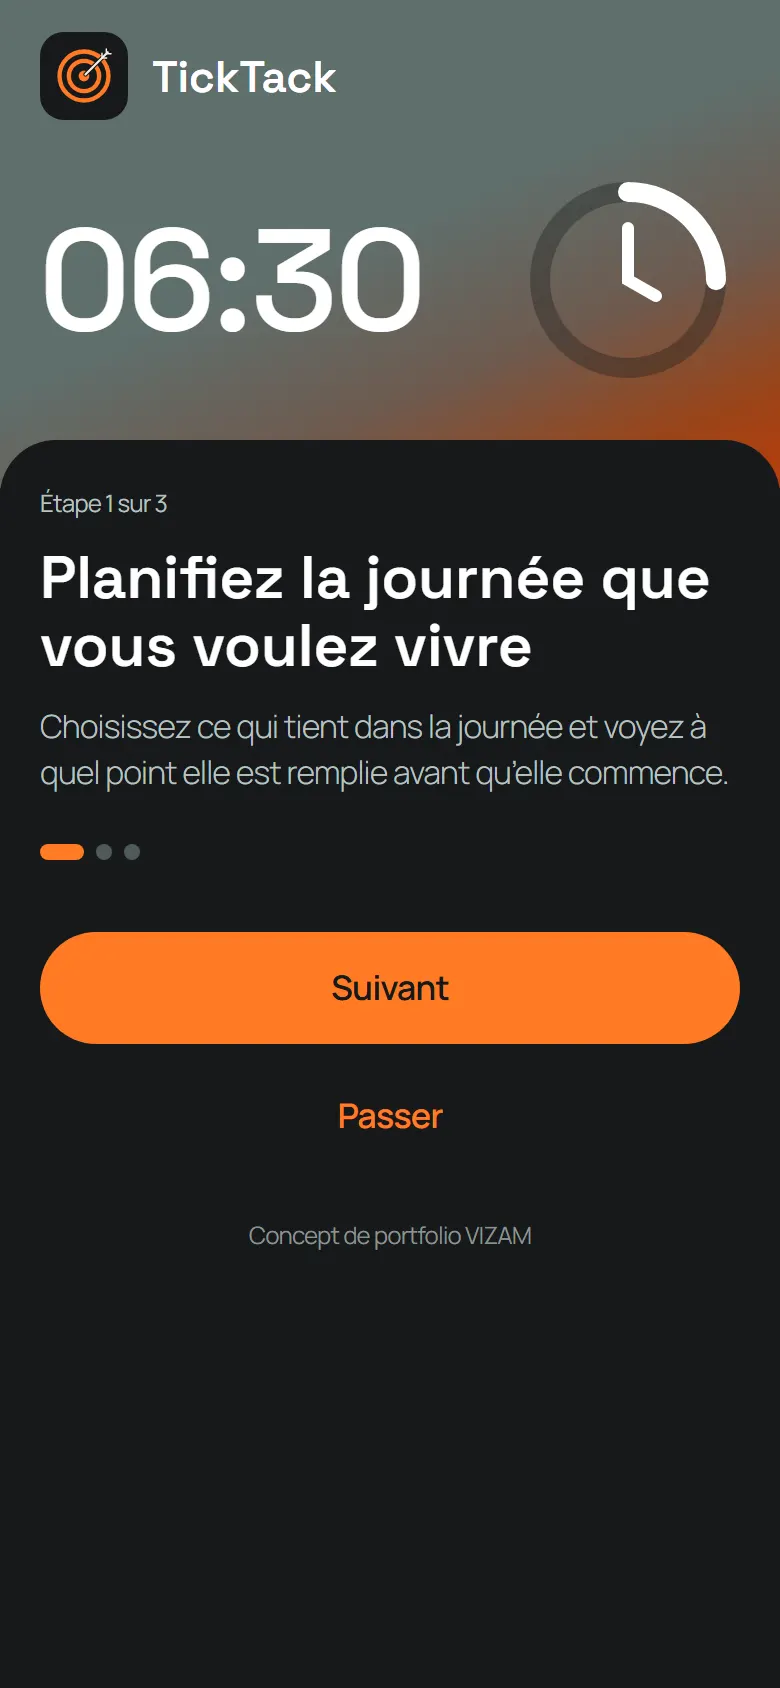 TickTack
06:30
Étape 1 sur 3
Planifiez la journée que
vous voulez vivre
Choisissez ce qui tient dans la journée et voyez à
quel point elle est remplie avant qu’elle commence.
Suivant
Passer
Concept de portfolio VIZAM